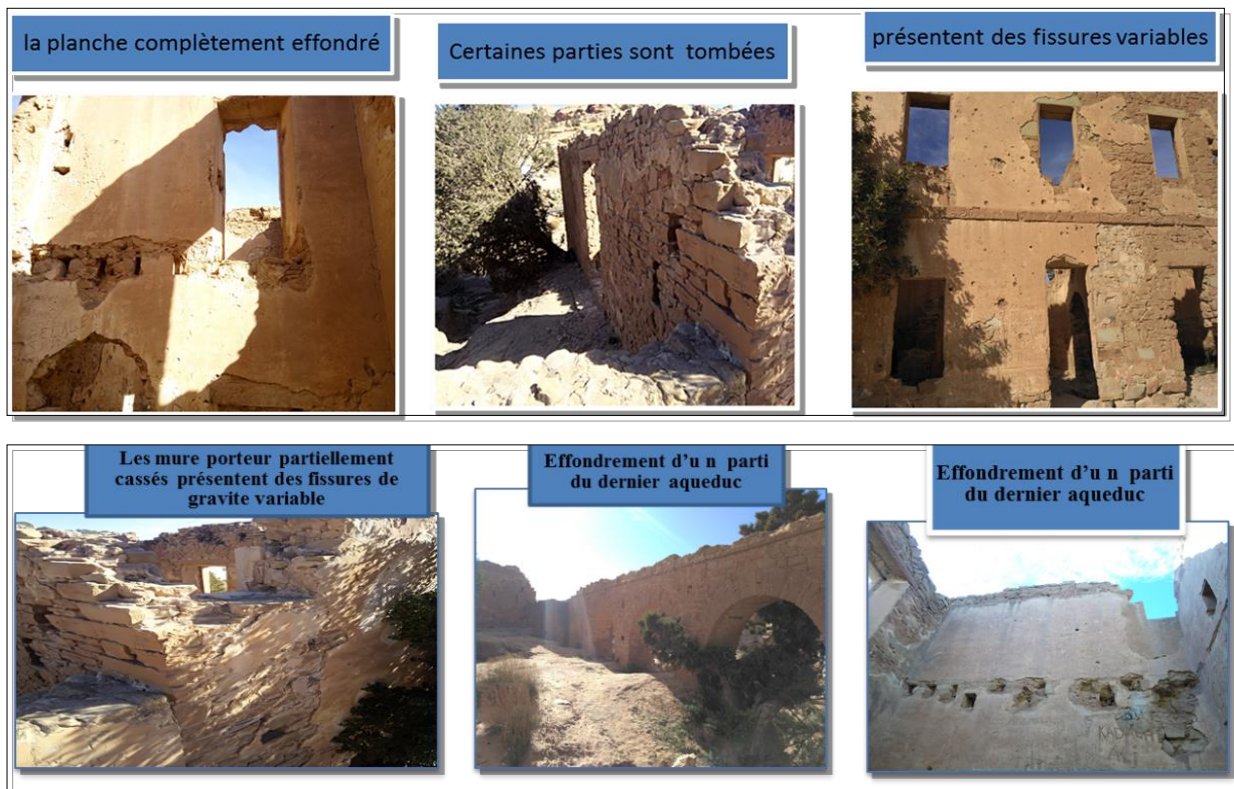 la planche complètement effondré
Certaines parties sont tombées
présentent des fissures variables
Les mure porteur partiellement
cassés présentent des fissures de
gravite variable
Effondrement d'u n parti
du dernier aqueduc
Effondrement d'u n parti
du dernier aqueduc